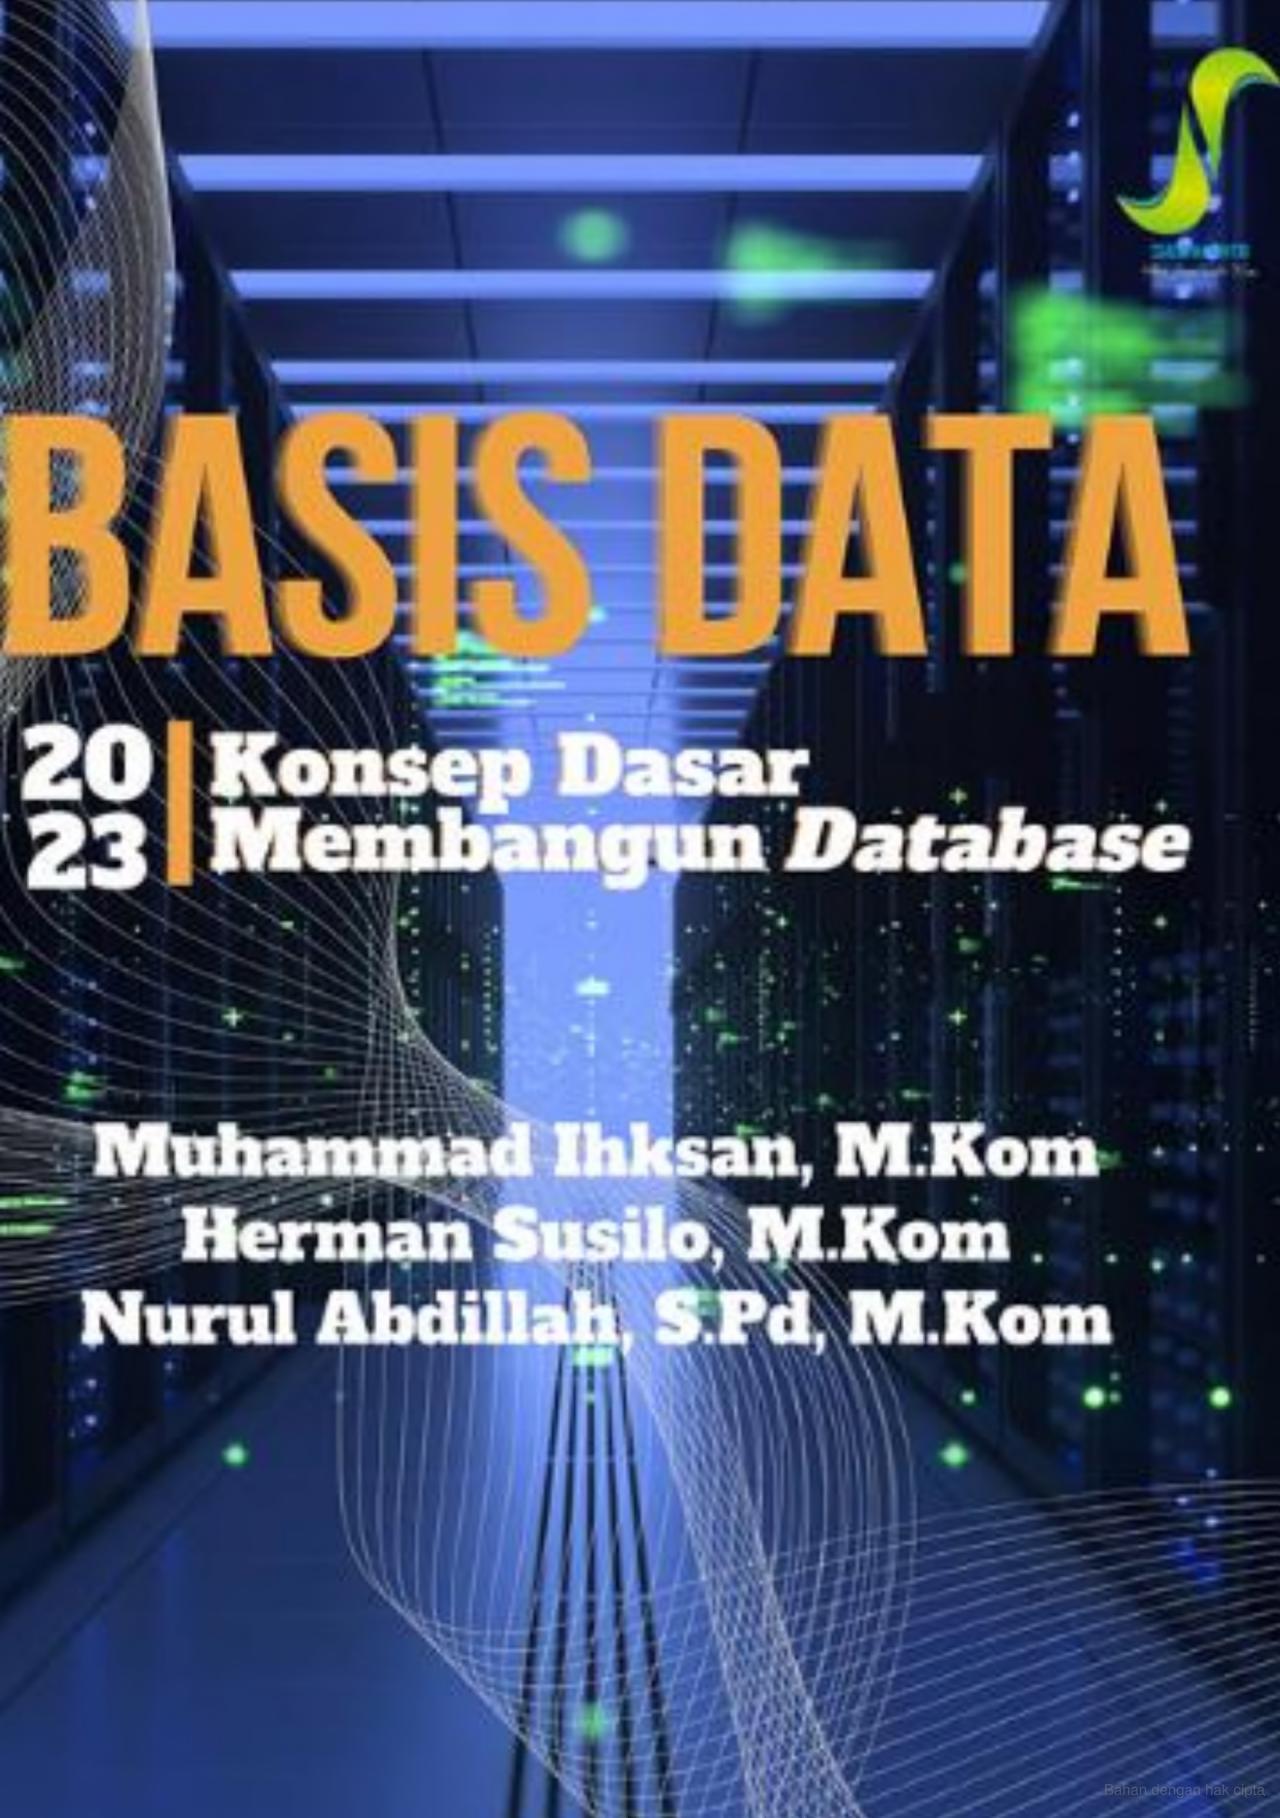 BASIS DATA
20
23
Konsep Dasar
Membangun Database
Muhammad Ihksan, M.Kom
Herman Susilo, M.Kom
Nurul Abdillah, S.Pd, M.Kom
Bahan dengan hak cipta